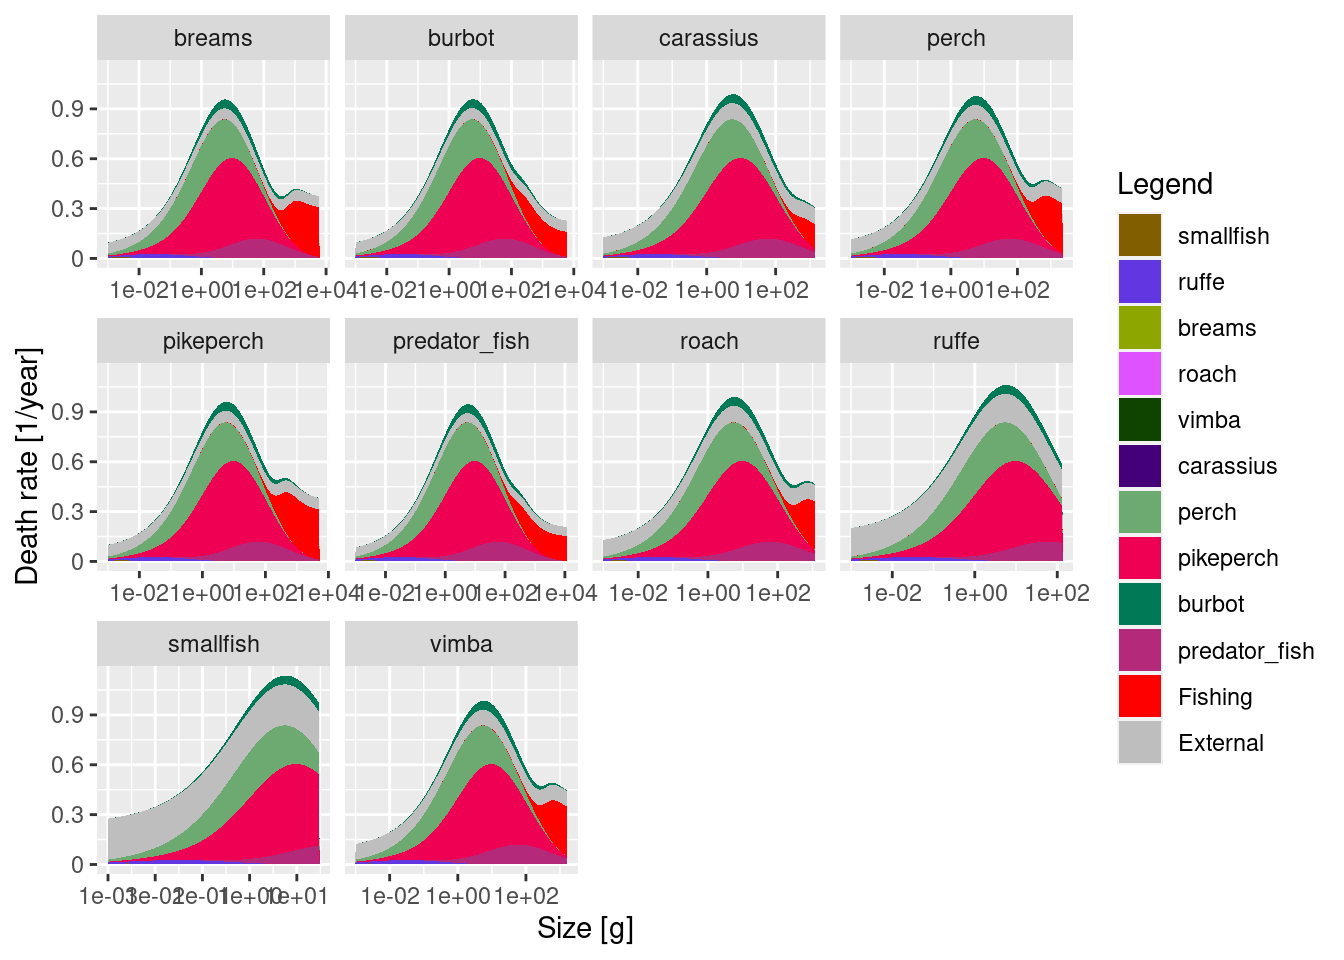 breams burbot carassius perch
0.9
0.6
0.3
0
1e-02 1e+00 1e+02 1e+04 1e-02 1e+00 1e+02 1e+04 1e-02 1e+00 1e+02 1e-02 1e+00 1e+02
pikeperch predator_fish roach ruffe
0.9
0.6
0.3
0
1e-02 1e+00 1e+02 1e+04 1e-02 1e+00 1e+02 1e+04 1e-02 1e+00 1e+02 1e-02 1e+00 1e+02
smallfish vimba
0.9
0.6
0.3
0
1e-03 1e-02 1e-01 1e+00 1e+01 1e-02 1e+00 1e+02
Death rate [1/year]
Size [g]
Legend
smallfish
ruffe
breams
roach
vimba
carassius
perch
pikeperch
burbot
predator_fish
Fishing
External